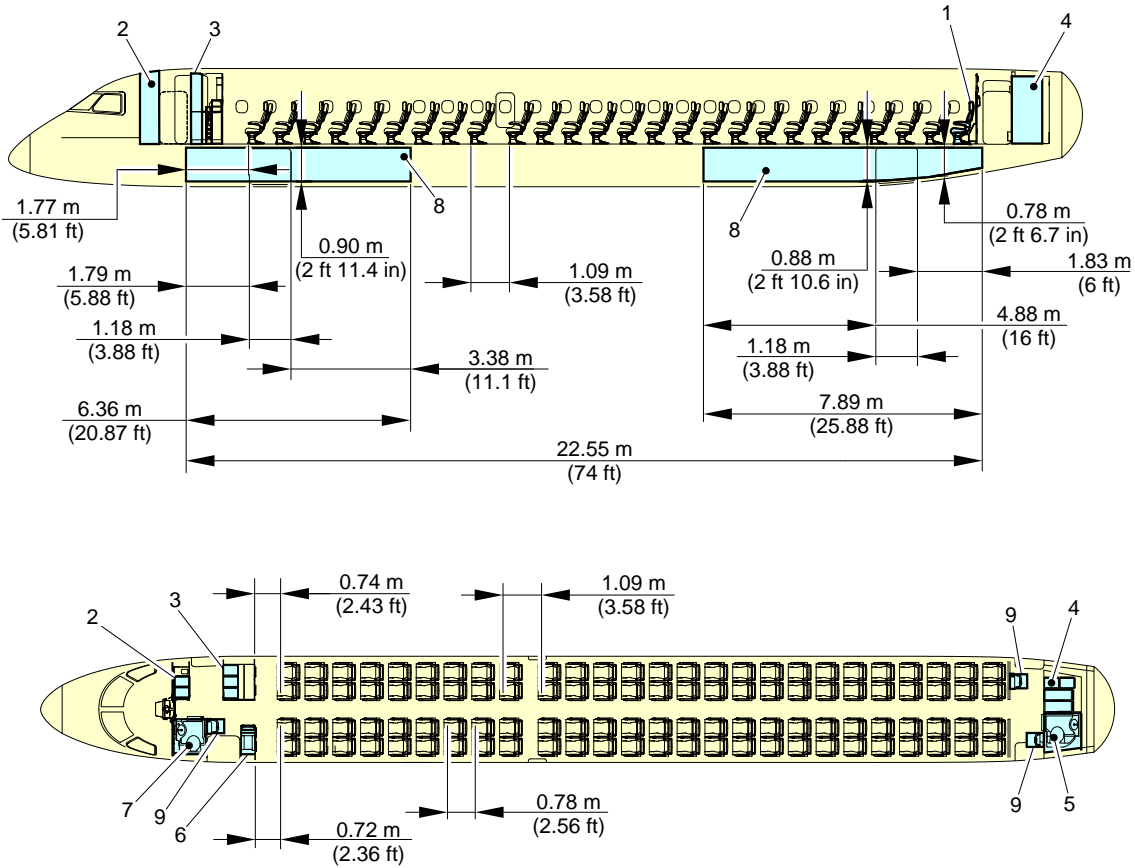 2
3
1
4
8
8
1.77 m
(5.81 ft)
0.90 m
(2 ft 11.4 in)
0.78 m
(2 ft 6.7 in)
1.79 m
(5.88 ft)
1.09 m
(3.58 ft)
0.88 m
(2 ft 10.6 in)
1.83 m
(6 ft)
1.18 m
(3.88 ft)
4.88 m
(16 ft)
3.38 m
(11.1 ft)
1.18 m
(3.88 ft)
6.36 m
(20.87 ft)
7.89 m
(25.88 ft)
22.55 m
(74 ft)
0.74 m
(2.43 ft)
1.09 m
(3.58 ft)
2
3
9
4
7
9
6
9
5
0.78 m
(2.56 ft)
0.72 m
(2.36 ft)